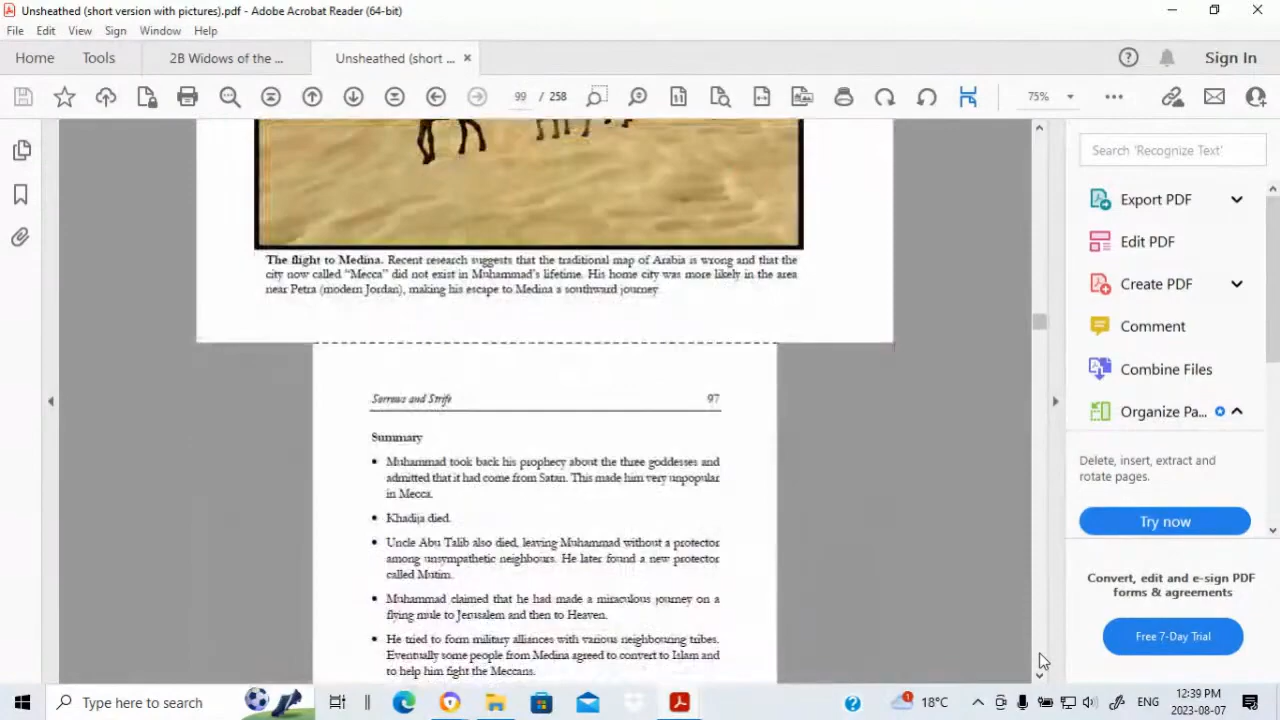 Unsheathed (short version with pictures).pdf - Adobe Acrobat Reader (64-bit)
File Edit View Sign Window Help
Home Tools 2B Widows of the ... Unsheathed (short ... × Sign In
99 / 258 75%
Search 'Recognize Text'
Export PDF
Edit PDF
Create PDF
Comment
Combine Files
Organize Pa...
Delete, insert, extract and
rotate pages.
Try now
Convert, edit and e-sign PDF
forms & agreements
Free 7-Day Trial
The flight to Medina. Recent research suggests that the traditional map of Arabia is wrong and that the
city now called “Mecca” did not exist in Muhammad’s lifetime. His home city was more likely in the area
near Petra (modern Jordan), making his escape to Medina a southward journey
Sorrows and Strife 97
Summary
• Muhammad took back his prophecy about the three goddesses and
admitted that it had come from Satan. This made him very unpopular
in Mecca.
• Khadija died.
• Uncle Abu Talib also died, leaving Muhammad without a protector
among unsympathetic neighbours. He later found a new protector
called Mutim.
• Muhammad claimed that he had made a miraculous journey on a
flying mule to Jerusalem and then to Heaven.
• He tried to form military alliances with various neighbouring tribes.
Eventually some people from Medina agreed to convert to Islam and
to help him fight the Meccans.
Type here to search
18°C ENG 12:39 PM
2023-08-07